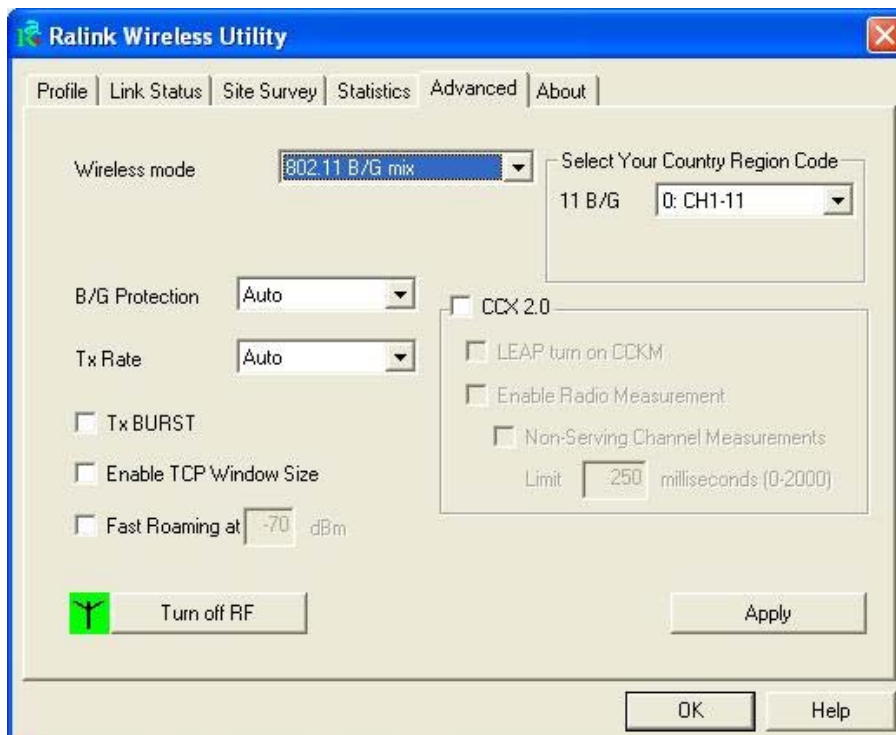 Ralink Wireless Utility
Profile
Link Status
Site Survey
Statistics
Advanced
About
Wireless mode
802.11 B/G mix
Select Your Country Region Code
11 B/G
0: CH1-11
B/G Protection
Auto
Tx Rate
Auto
Tx BURST
Enable TCP Window Size
Fast Roaming at -70 dBm
CCX 2.0
LEAP turn on CCKM
Enable Radio Measurement
Non-Serving Channel Measurements
Limit 250 milliseconds (0-2000)
Turn off RF
Apply
OK
Help